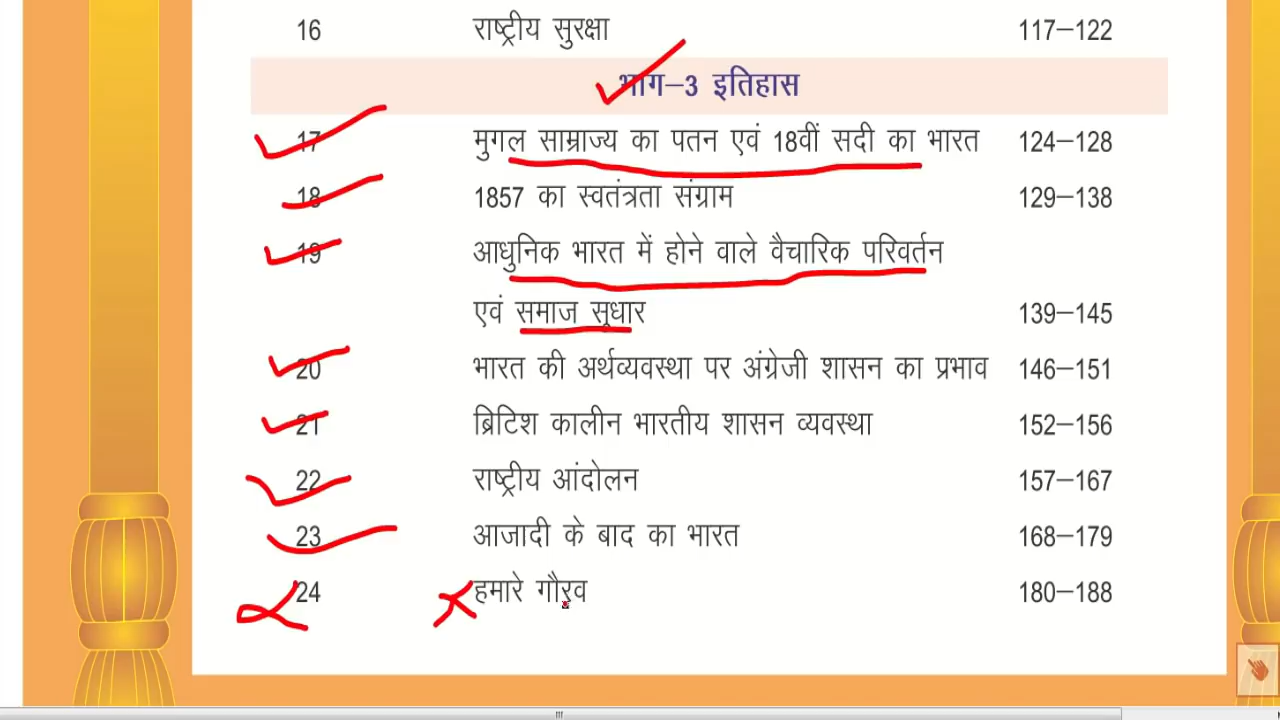 16 राष्ट्रीय सुरक्षा 117–122
भाग–3 इतिहास
17 मुगल साम्राज्य का पतन एवं 18वीं सदी का भारत 124–128
18 1857 का स्वतंत्रता संग्राम 129–138
19 आधुनिक भारत में होने वाले वैचारिक परिवर्तन
एवं समाज सुधार 139–145
20 भारत की अर्थव्यवस्था पर अंग्रेजी शासन का प्रभाव 146–151
21 ब्रिटिश कालीन भारतीय शासन व्यवस्था 152–156
22 राष्ट्रीय आंदोलन 157–167
23 आजादी के बाद का भारत 168–179
24 हमारे गौरव 180–188